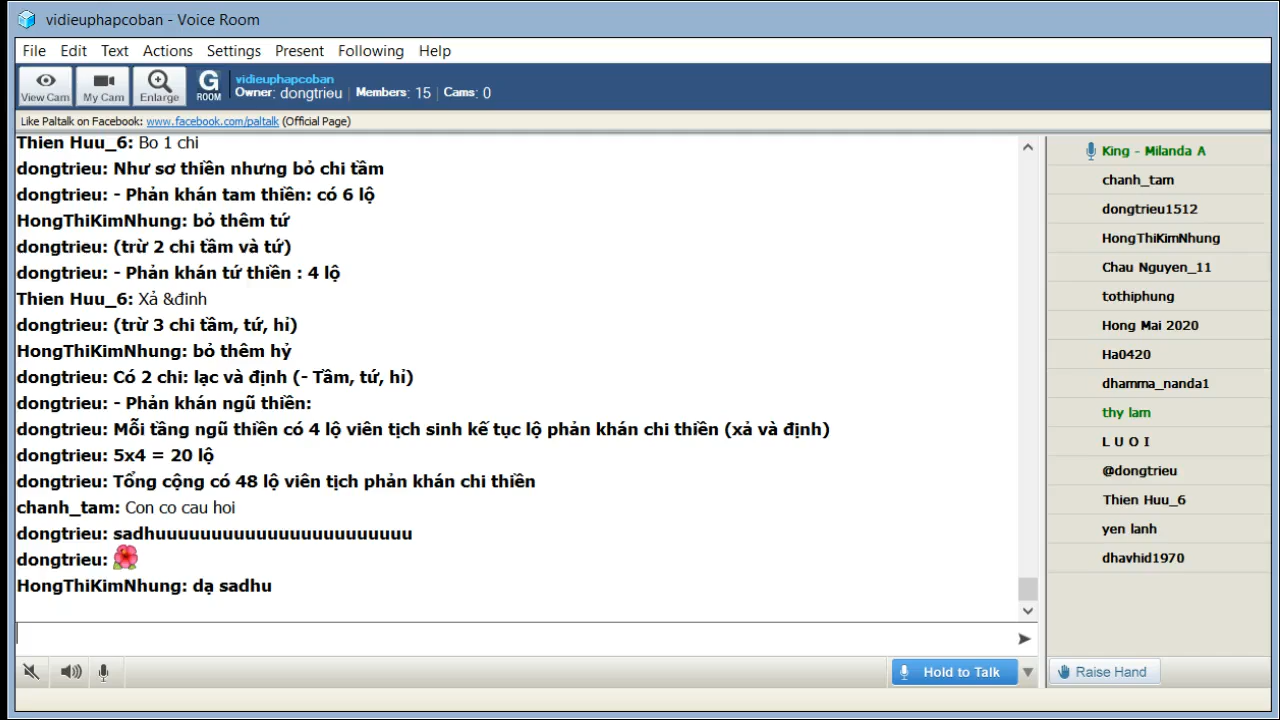 vidieuphapcoban - Voice Room
File Edit Text Actions Settings Present Following Help
View Cam My Cam Enlarge G ROOM
vidieuphapcoban
Owner: dongtrieu | Members: 15 | Cams: 0
Like Paltalk on Facebook: www.facebook.com/paltalk (Official Page)
Thien Huu_6: Bo 1 chi
dongtrieu: Như sơ thiền nhưng bỏ chi tầm
dongtrieu: - Phản khán tam thiền: có 6 lộ
HongThiKimNhung: bỏ thêm tứ
dongtrieu: (trừ 2 chi tầm và tứ)
dongtrieu: - Phản khán tứ thiền : 4 lộ
Thien Huu_6: Xả &đinh
dongtrieu: (trừ 3 chi tầm, tứ, hỉ)
HongThiKimNhung: bỏ thêm hỷ
dongtrieu: Có 2 chi: lạc và định (- Tầm, tứ, hỉ)
dongtrieu: - Phản khán ngũ thiền:
dongtrieu: Mỗi tầng ngũ thiền có 4 lộ viên tịch sinh kế tục lộ phản khán chi thiền (xả và định)
dongtrieu: 5x4 = 20 lộ
dongtrieu: Tổng cộng có 48 lộ viên tịch phản khán chi thiền
chanh_tam: Con co cau hoi
dongtrieu: sadhuuuuuuuuuuuuuuuuuuuuuuuu
dongtrieu:
HongThiKimNhung: dạ sadhu
King - Milanda A
chanh_tam
dongtrieu1512
HongThiKimNhung
Chau Nguyen_11
tothiphung
Hong Mai 2020
Ha0420
dhamma_nanda1
thy lam
L U O I
@dongtrieu
Thien Huu_6
yen lanh
dhavhid1970
Hold to Talk
Raise Hand